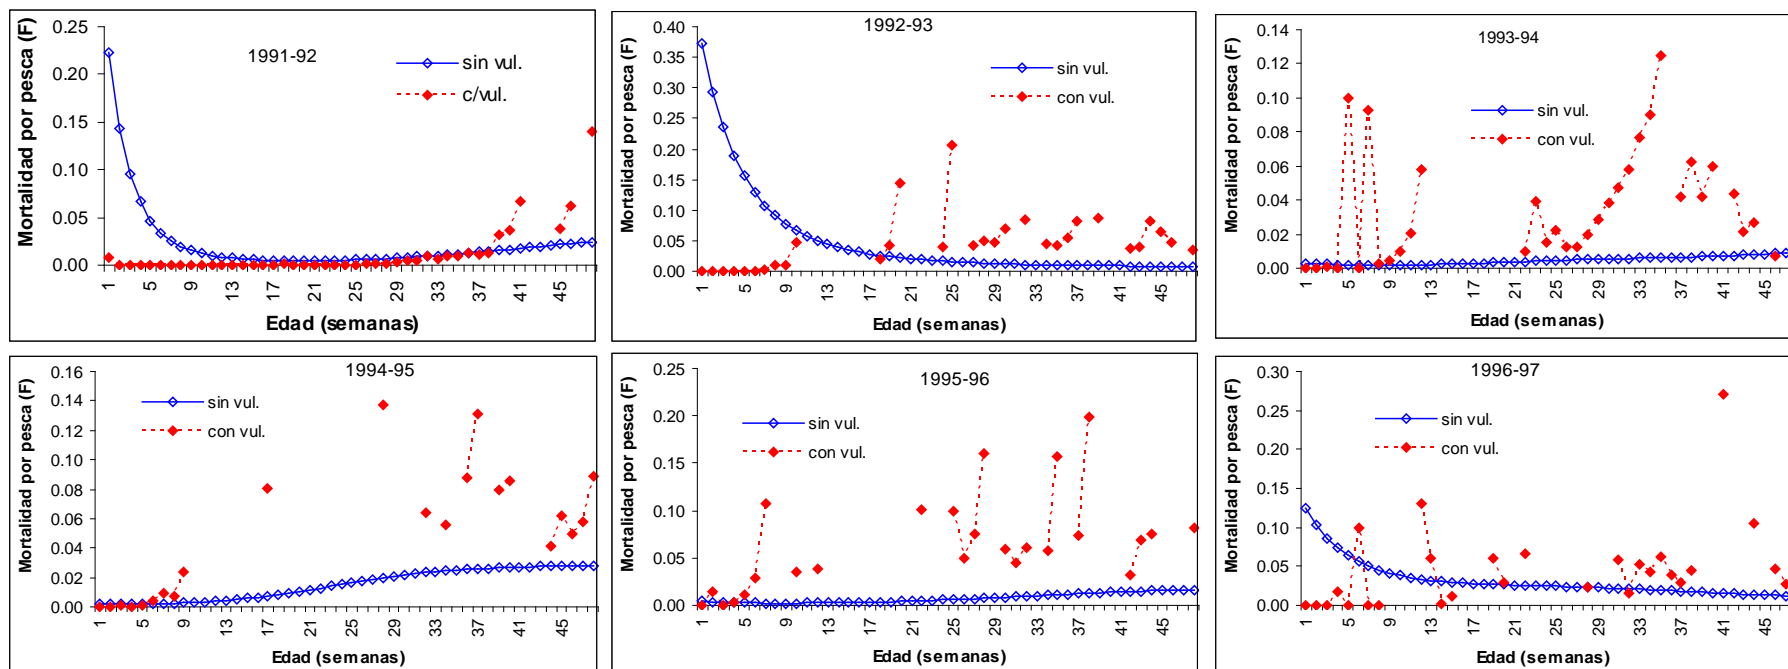 1991-92
Mortalidad por pesca (F)
0.25
0.20
0.15
0.10
0.05
0.00
sin vul.
c/vul.
1 5 9 13 17 21 25 29 33 37 41 45
Edad (semanas)
1992-93
Mortalidad por pesca (F)
0.40
0.35
0.30
0.25
0.20
0.15
0.10
0.05
0.00
sin vul.
con vul.
1 5 9 13 17 21 25 29 33 37 41 45
Edad (semanas)
1993-94
Mortalidad por pesca (F)
0.14
0.12
0.10
0.08
0.06
0.04
0.02
0.00
sin vul.
con vul.
1 5 9 13 17 21 25 29 33 37 41 45
Edad (semanas)
1994-95
Mortalidad por pesca (F)
0.16
0.14
0.12
0.10
0.08
0.06
0.04
0.02
0.00
sin vul.
con vul.
1 5 9 13 17 21 25 29 33 37 41 45
Edad (semanas)
1995-96
Mortalidad por pesca (F)
0.25
0.20
0.15
0.10
0.05
0.00
sin vul.
con vul.
1 5 9 13 17 21 25 29 33 37 41 45
Edad (semanas)
1996-97
Mortalidad por pesca (F)
0.30
0.25
0.20
0.15
0.10
0.05
0.00
sin vul.
con vul.
1 5 9 13 17 21 25 29 33 37 41 45
Edad (semanas)